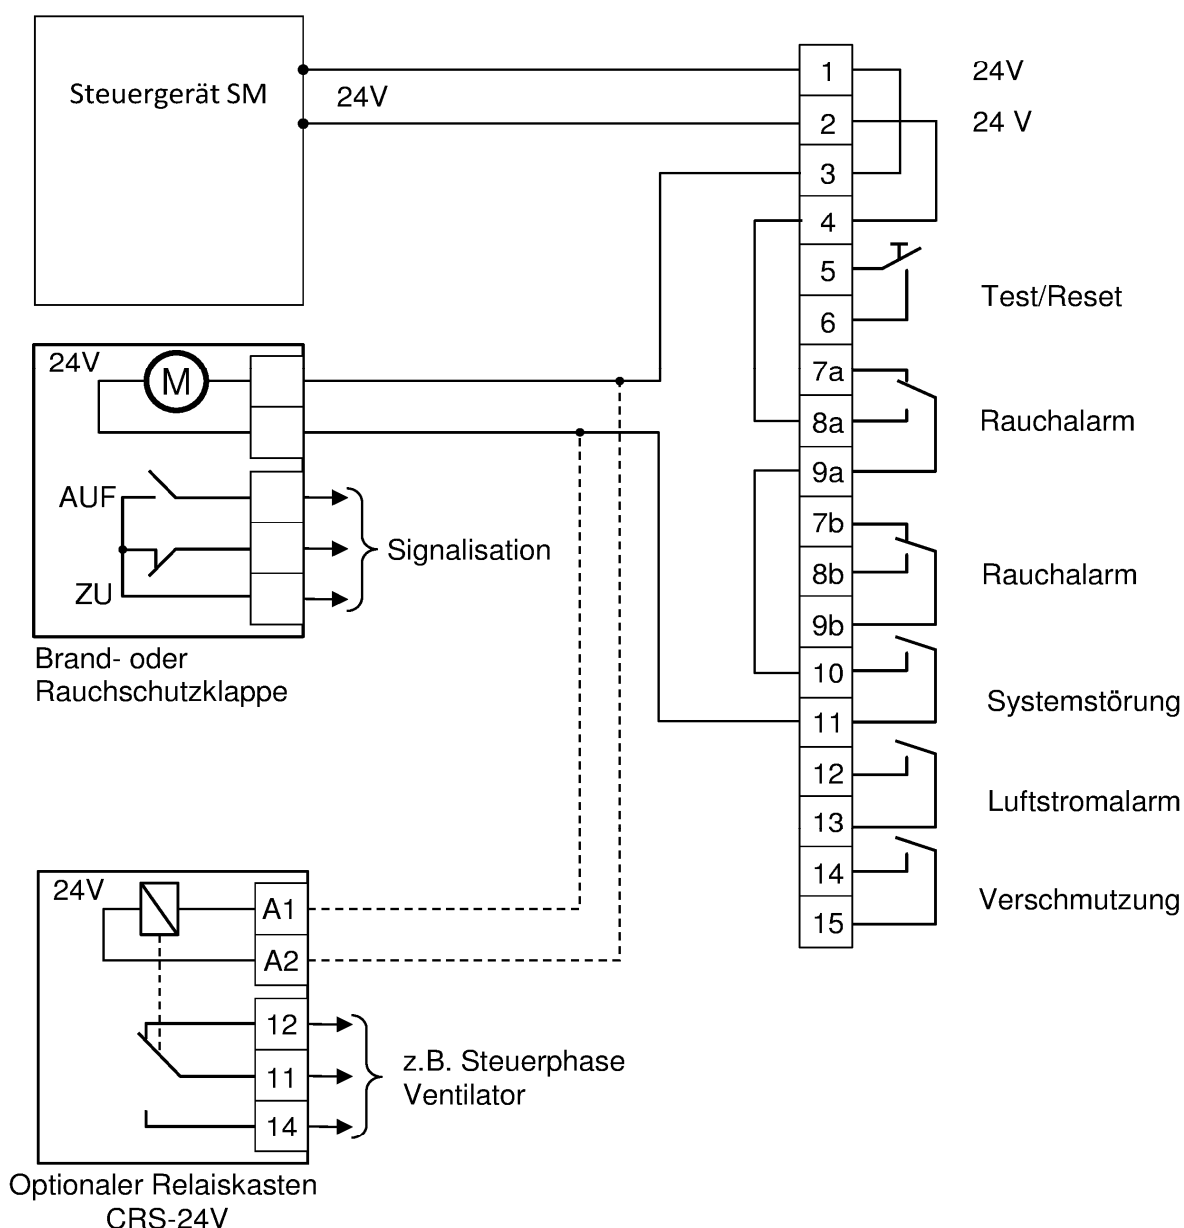 Steuergerät SM
24V
1
24V
2
24 V
3
4
5
6
Test/Reset
7a
8a
9a
Rauchalarm
7b
8b
9b
Rauchalarm
10
11
Systemstörung
12
13
Luftstromalarm
14
15
Verschmutzung
24V
M
AUF
ZU
Signalisation
Brand- oder
Rauchschutzklappe
24V
A1
A2
12
11
14
z.B. Steuerphase
Ventilator
Optionaler Relaiskasten
CRS-24V